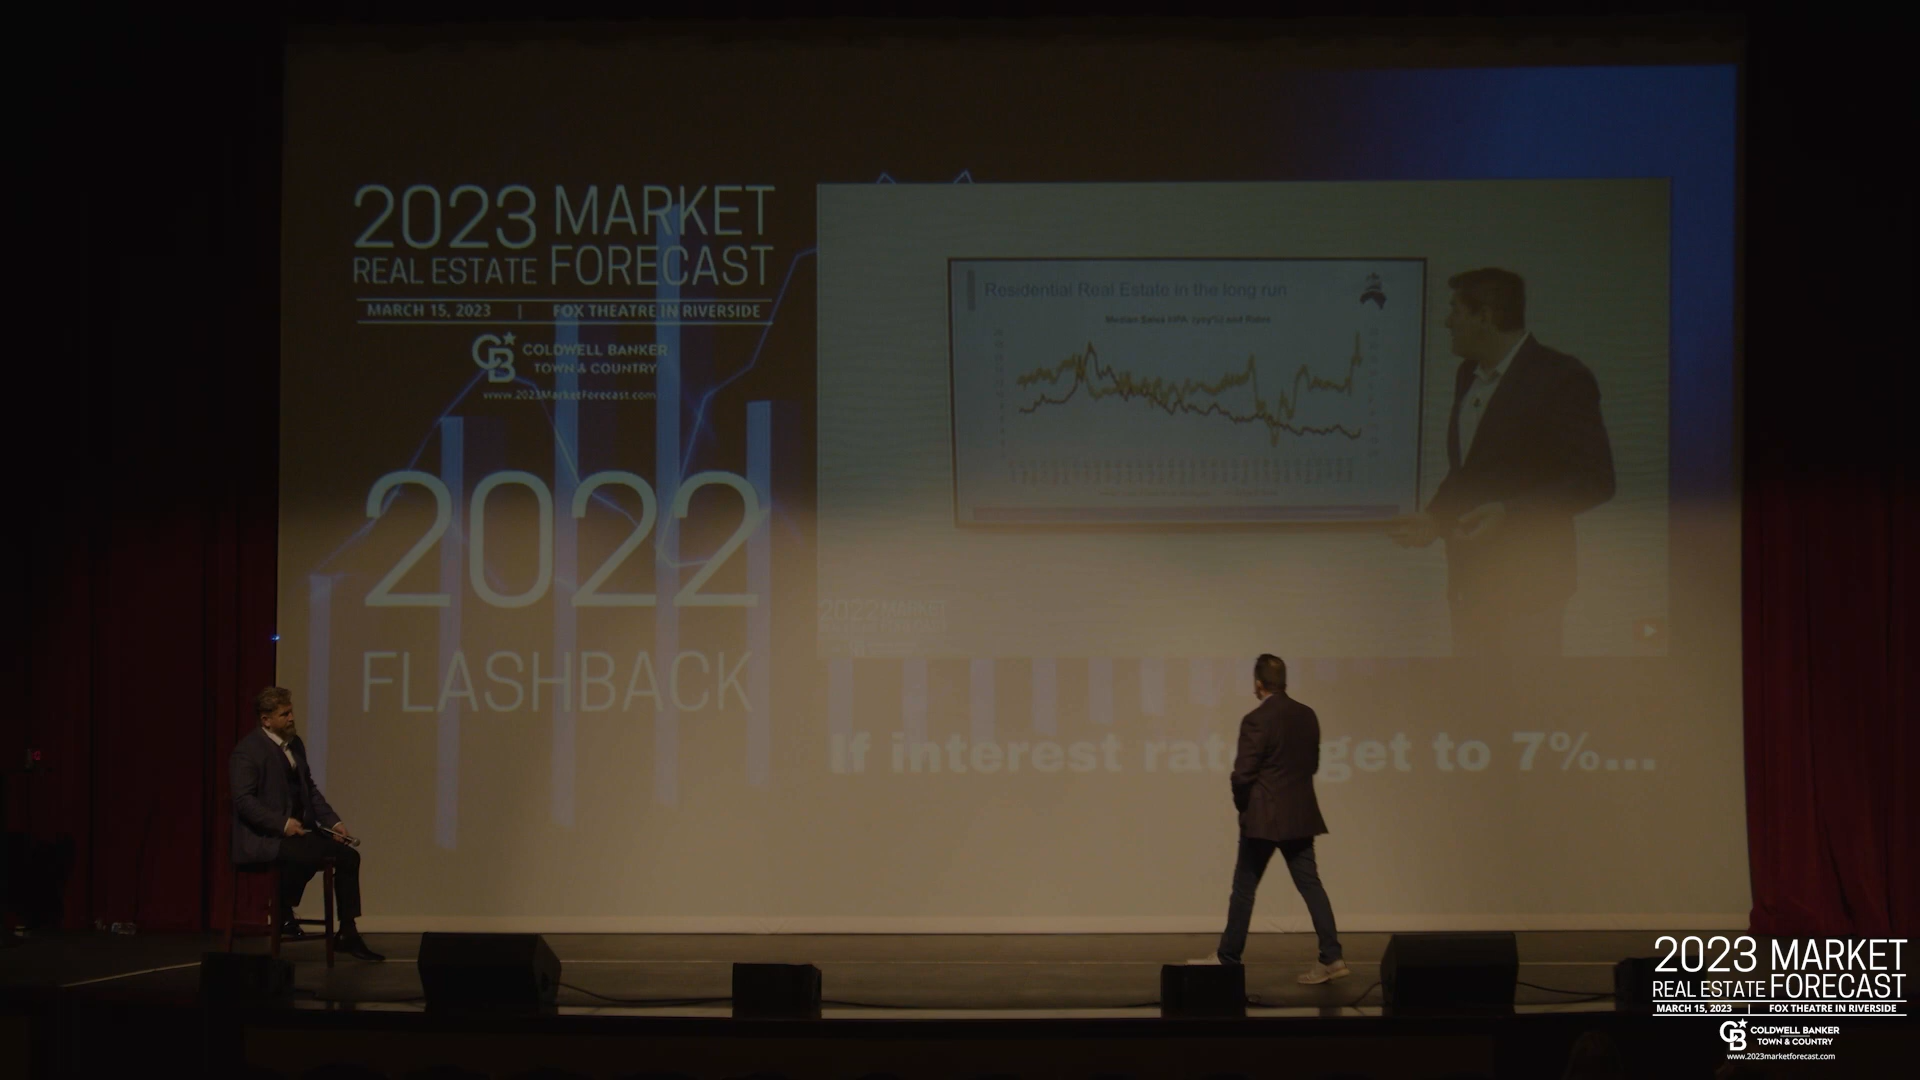 2023 MARKET
REAL ESTATE FORECAST
MARCH 15, 2023 | FOX THEATRE IN RIVERSIDE
CB COLDWELL BANKER
TOWN & COUNTRY
www.2023MarketForecast.com
2022
FLASHBACK
Residential Real Estate in the long run
2022 MARKET
If interest get to 7%...
2023 MARKET
REAL ESTATE FORECAST
MARCH 15, 2023 | FOX THEATRE IN RIVERSIDE
CB COLDWELL BANKER
TOWN & COUNTRY
www.2023marketforecast.com